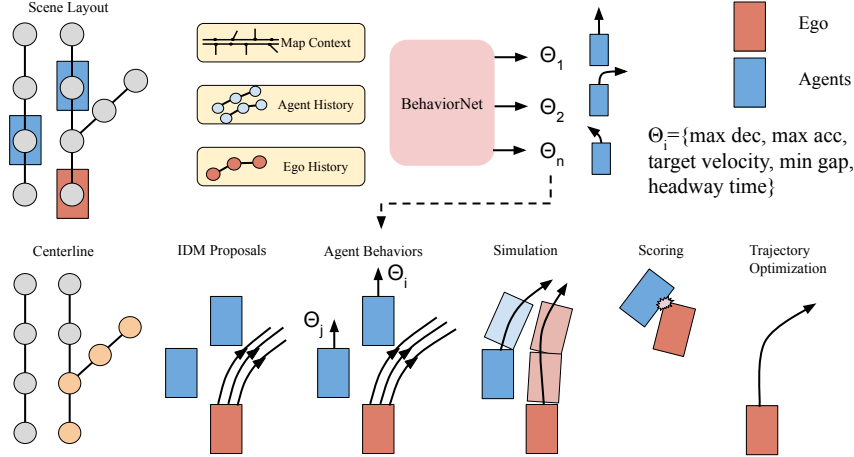 Scene Layout
Map Context
Agent History
Ego History
BehaviorNet
Θ1
Θ2
Θn
Ego
Agents
Θi={max dec, max acc,
target velocity, min gap,
headway time}
Centerline
IDM Proposals
Agent Behaviors
Θi
Θj
Simulation
Scoring
Trajectory
Optimization